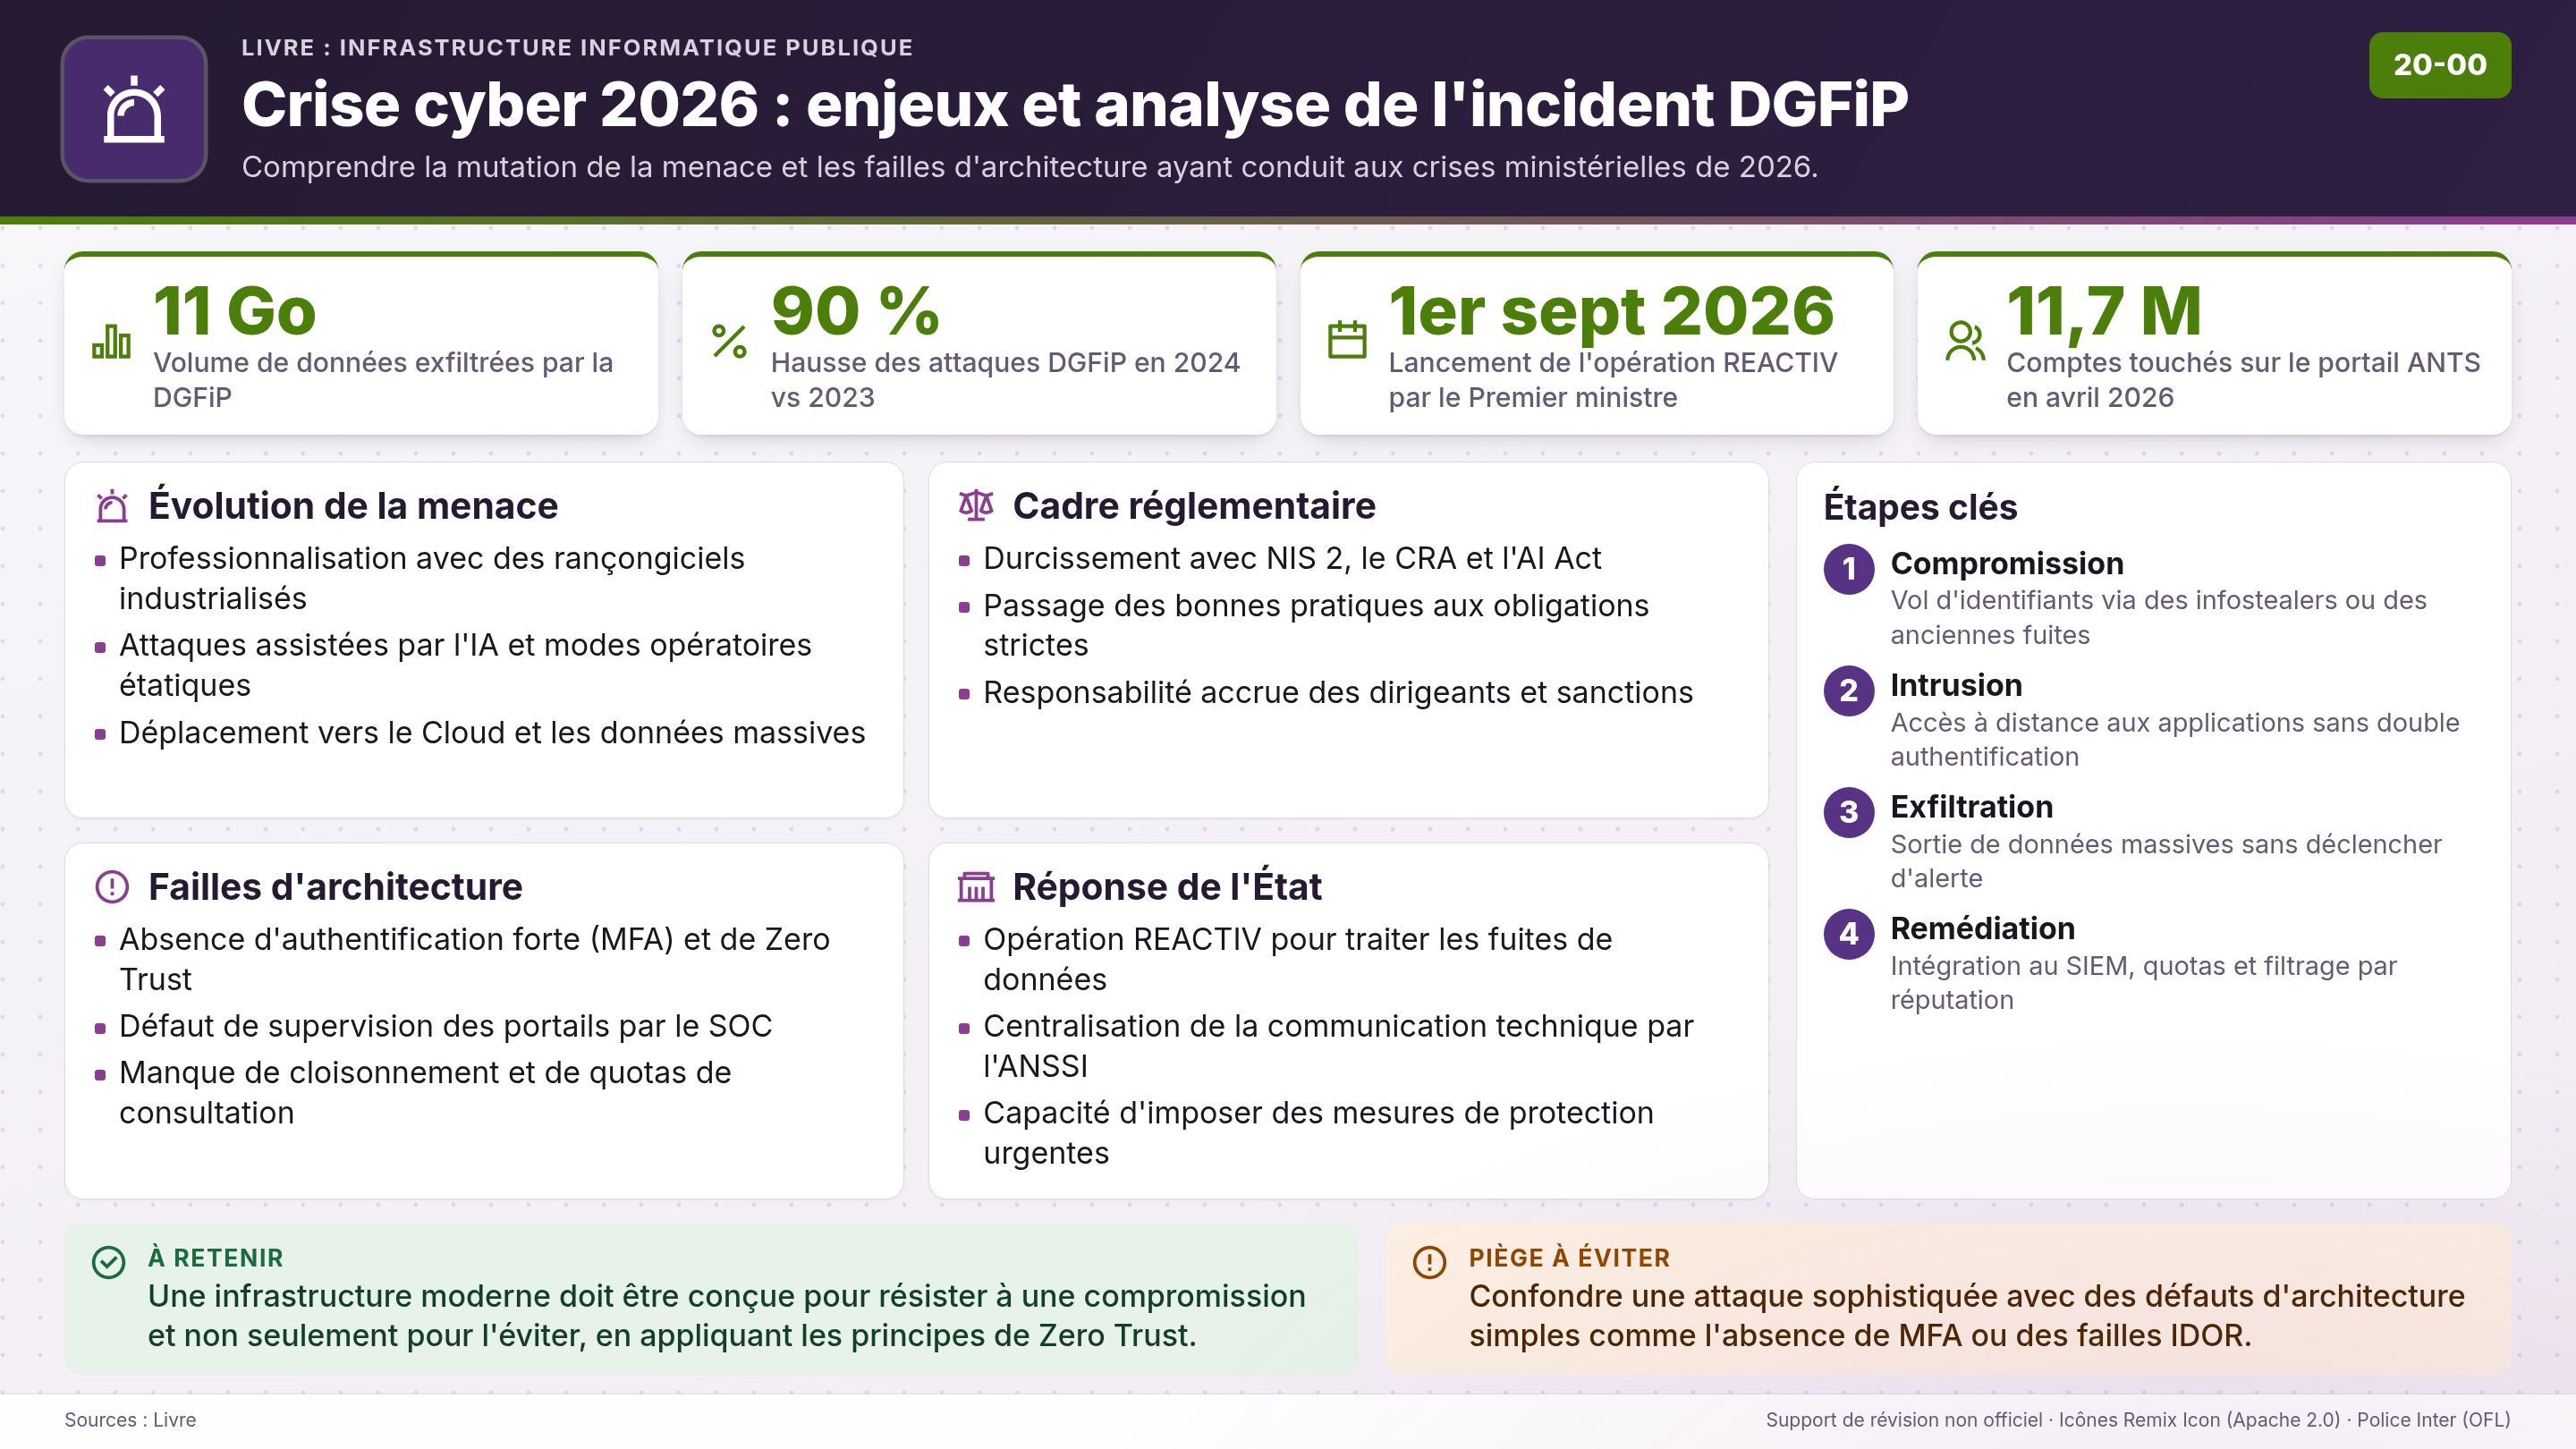 LIVRE : INFRASTRUCTURE INFORMATIQUE PUBLIQUE
Crise cyber 2026 : enjeux et analyse de l'incident DGFiP
Comprendre la mutation de la menace et les failles d'architecture ayant conduit aux crises ministérielles de 2026.
20-00
11 Go
Volume de données exfiltrées par la
DGFiP
90 %
Hausse des attaques DGFiP en 2024
vs 2023
1er sept 2026
Lancement de l'opération REACTIV
par le Premier ministre
11,7 M
Comptes touchés sur le portail ANTS
en avril 2026
Évolution de la menace
Professionnalisation avec des rançongiciels
industrialisés
Attaques assistées par l'IA et modes opératoires
étatiques
Déplacement vers le Cloud et les données massives
Cadre réglementaire
Durcissement avec NIS 2, le CRA et l'AI Act
Passage des bonnes pratiques aux obligations
strictes
Responsabilité accrue des dirigeants et sanctions
Failles d'architecture
Absence d'authentification forte (MFA) et de Zero
Trust
Défaut de supervision des portails par le SOC
Manque de cloisonnement et de quotas de
consultation
Réponse de l'État
Opération REACTIV pour traiter les fuites de
données
Centralisation de la communication technique par
l'ANSSI
Capacité d'imposer des mesures de protection
urgentes
Étapes clés
1 Compromission
Vol d'identifiants via des infostealers ou des
anciennes fuites
2 Intrusion
Accès à distance aux applications sans double
authentification
3 Exfiltration
Sortie de données massives sans déclencher
d'alerte
4 Remédiation
Intégration au SIEM, quotas et filtrage par
réputation
À RETENIR
Une infrastructure moderne doit être conçue pour résister à une compromission
et non seulement pour l'éviter, en appliquant les principes de Zero Trust.
PIÈGE À ÉVITER
Confondre une attaque sophistiquée avec des défauts d'architecture
simples comme l'absence de MFA ou des failles IDOR.
Sources : Livre
Support de révision non officiel · Icônes Remix Icon (Apache 2.0) · Police Inter (OFL)